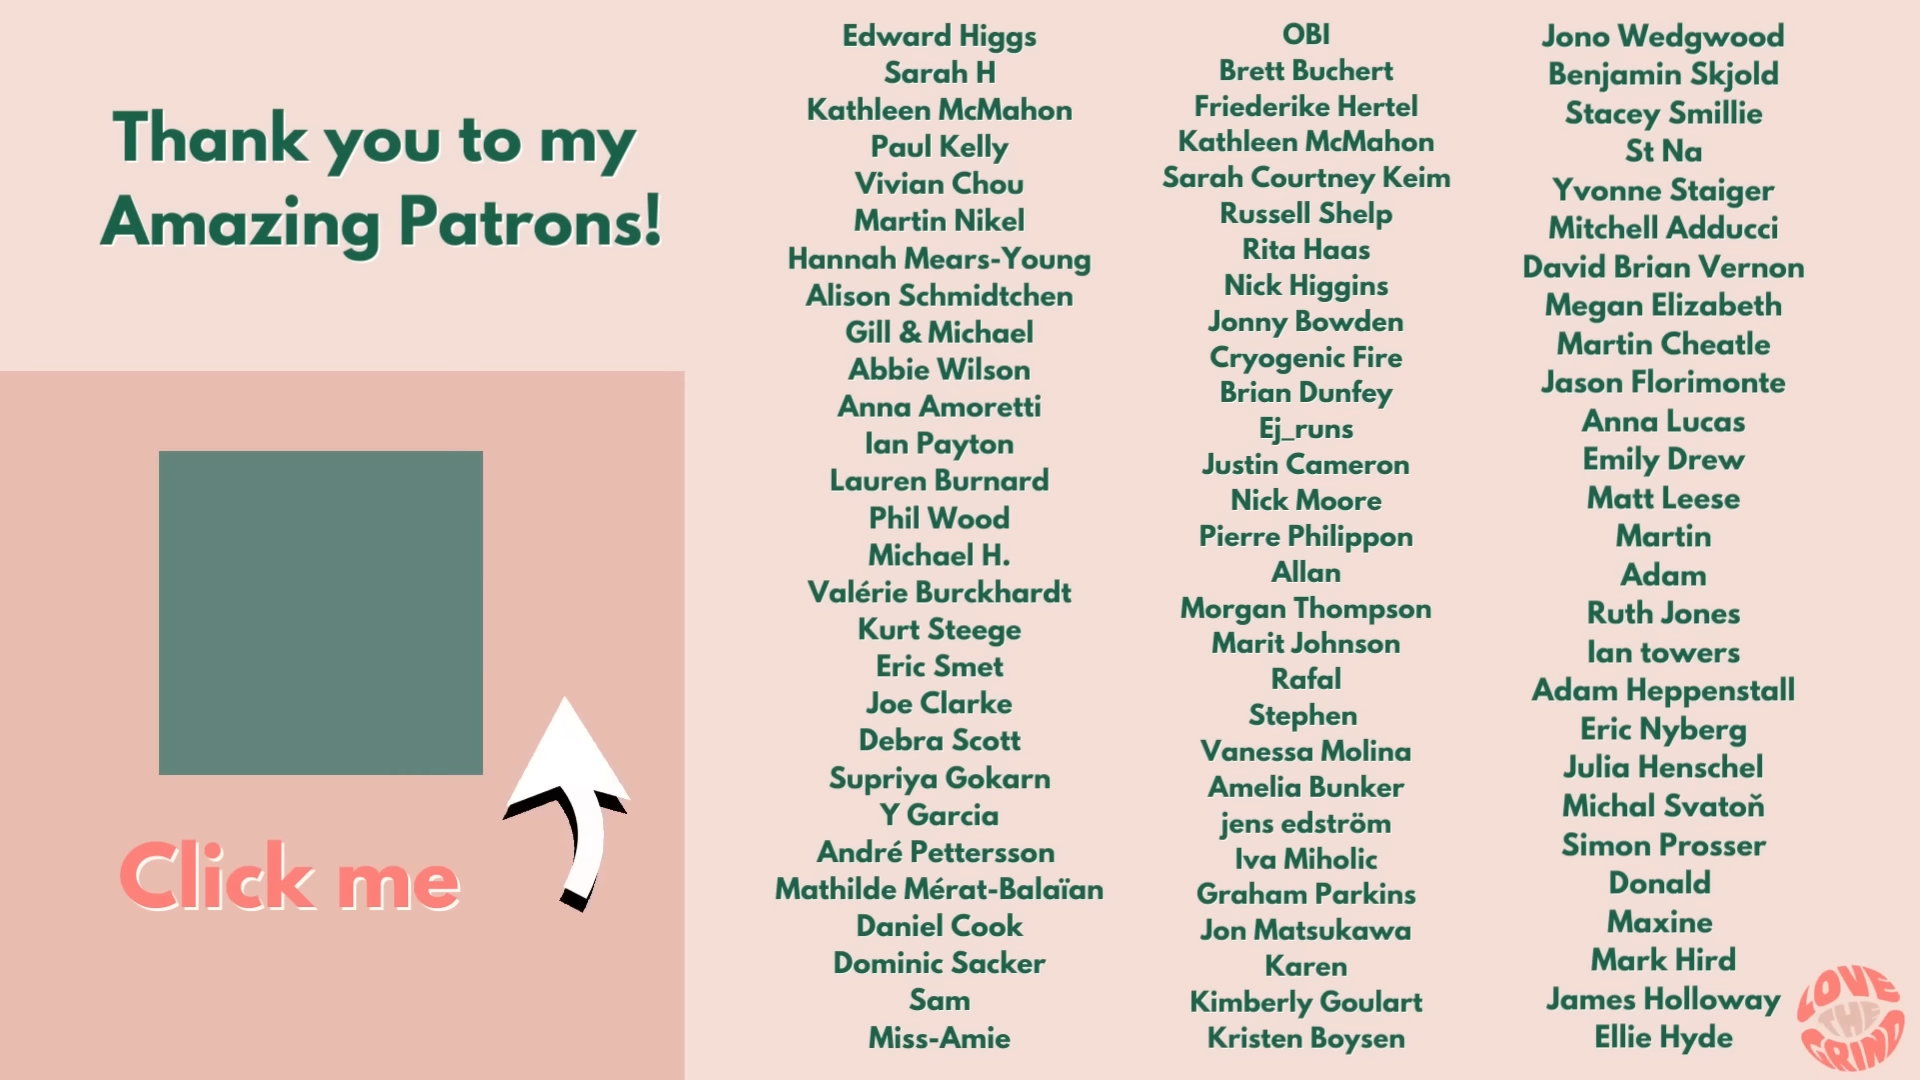 Thank you to my
Amazing Patrons!
Click me
Edward Higgs
Sarah H
Kathleen McMahon
Paul Kelly
Vivian Chou
Martin Nikel
Hannah Mears-Young
Alison Schmidtchen
Gill & Michael
Abbie Wilson
Anna Amoretti
Ian Payton
Lauren Burnard
Phil Wood
Michael H.
Valérie Burckhardt
Kurt Steege
Eric Smet
Joe Clarke
Debra Scott
Supriya Gokarn
Y Garcia
André Pettersson
Mathilde Mérat-Balaïan
Daniel Cook
Dominic Sacker
Sam
Miss-Amie
OBI
Brett Buchert
Friederike Hertel
Kathleen McMahon
Sarah Courtney Keim
Russell Shelp
Rita Haas
Nick Higgins
Jonny Bowden
Cryogenic Fire
Brian Dunfey
Ej_runs
Justin Cameron
Nick Moore
Pierre Philippon
Allan
Morgan Thompson
Marit Johnson
Rafal
Stephen
Vanessa Molina
Amelia Bunker
jens edström
Iva Miholic
Graham Parkins
Jon Matsukawa
Karen
Kimberly Goulart
Kristen Boysen
Jono Wedgwood
Benjamin Skjold
Stacey Smillie
St Na
Yvonne Staiger
Mitchell Adducci
David Brian Vernon
Megan Elizabeth
Martin Cheatle
Jason Florimonte
Anna Lucas
Emily Drew
Matt Leese
Martin
Adam
Ruth Jones
Ian towers
Adam Heppenstall
Eric Nyberg
Julia Henschel
Michal Svatoň
Simon Prosser
Donald
Maxine
Mark Hird
James Holloway
Ellie Hyde
LOVE
THE
GRIND